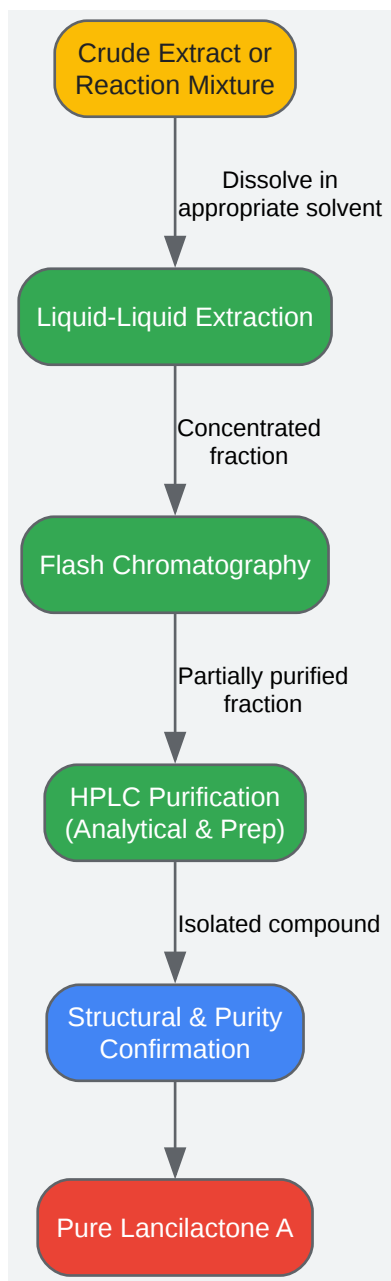 Crude Extract or
Reaction Mixture
Dissolve in
appropriate solvent
Liquid-Liquid Extraction
Concentrated
fraction
Flash Chromatography
Partially purified
fraction
HPLC Purification
(Analytical & Prep)
Isolated compound
Structural & Purity
Confirmation
Pure Lancilactone A